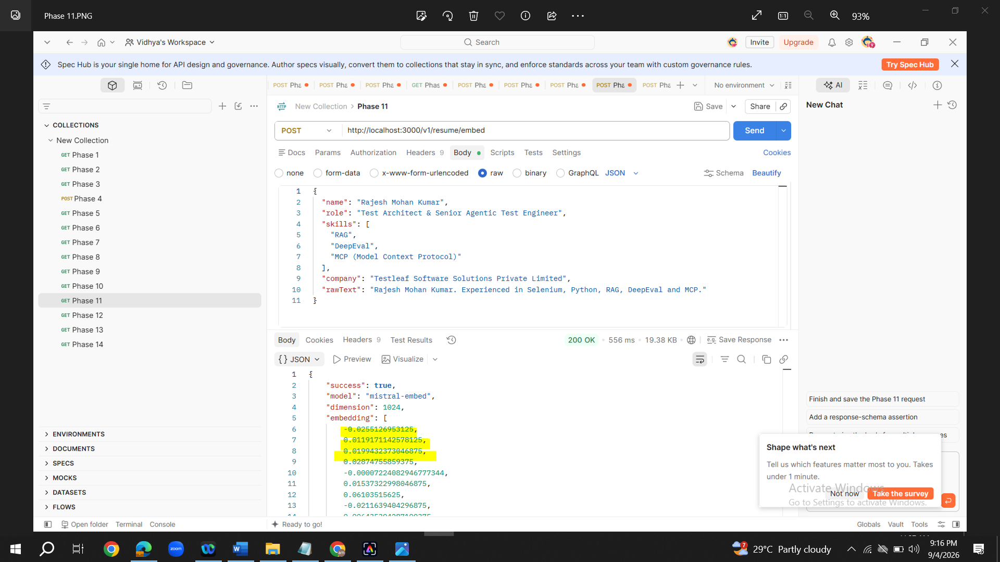 Phase 11.PNG
93%
Vidhya's Workspace
Search
Invite
Upgrade
Spec Hub is your single home for API design and governance. Author specs visually, convert them to collections that stay in sync, and enforce standards across your team with custom governance rules.
Try Spec Hub
POST Pha
POST Pha
POST Pha
GET Phas
POST Pha
POST Pha
POST Pha
POST Pha
POST Pha
No environment
AI
New Collection > Phase 11
Save
Share
New Chat
COLLECTIONS
New Collection
GET Phase 1
GET Phase 2
GET Phase 3
POST Phase 4
GET Phase 5
GET Phase 6
GET Phase 7
GET Phase 8
GET Phase 9
GET Phase 10
GET Phase 11
GET Phase 12
GET Phase 13
GET Phase 14
ENVIRONMENTS
DOCUMENTS
SPECS
MOCKS
DATASETS
FLOWS
POST
http://localhost:3000/v1/resume/embed
Send
Docs
Params
Authorization
Headers 9
Body
Scripts
Tests
Settings
Cookies
none
form-data
x-www-form-urlencoded
raw
binary
GraphQL
JSON
Schema
Beautify
1 {
2 "name": "Rajesh Mohan Kumar",
3 "role": "Test Architect & Senior Agentic Test Engineer",
4 "skills": [
5 "RAG",
6 "DeepEval",
7 "MCP (Model Context Protocol)"
8 ],
9 "company": "Testleaf Software Solutions Private Limited",
10 "rawText": "Rajesh Mohan Kumar. Experienced in Selenium, Python, RAG, DeepEval and MCP."
11 }
Body
Cookies
Headers 9
Test Results
200 OK
556 ms
19.38 KB
e.g. Save Response
{} JSON
Preview
Visualize
1 {
2 "success": true,
3 "model": "mistral-embed",
4 "dimension": 1024,
5 "embedding": [
6 -0.0255126953125,
7 0.0119171142578125,
8 0.0199432373046875,
9 0.02874755859375,
10 -0.00007224082946777344,
11 0.01537322998046875,
12 0.06103515625,
13 -0.0211639404296875,
Finish and save the Phase 11 request
Add a response-schema assertion
Shape what's next
Tell us which features matter most to you. Takes
under 1 minute.
Not now
Take the survey
Activate Windows
Go to Settings to activate Windows.
Open folder
Terminal
Console
Ready to go!
Globals
Vault
Tools
zoom
7
29°C Partly cloudy
9:16 PM
9/4/2026